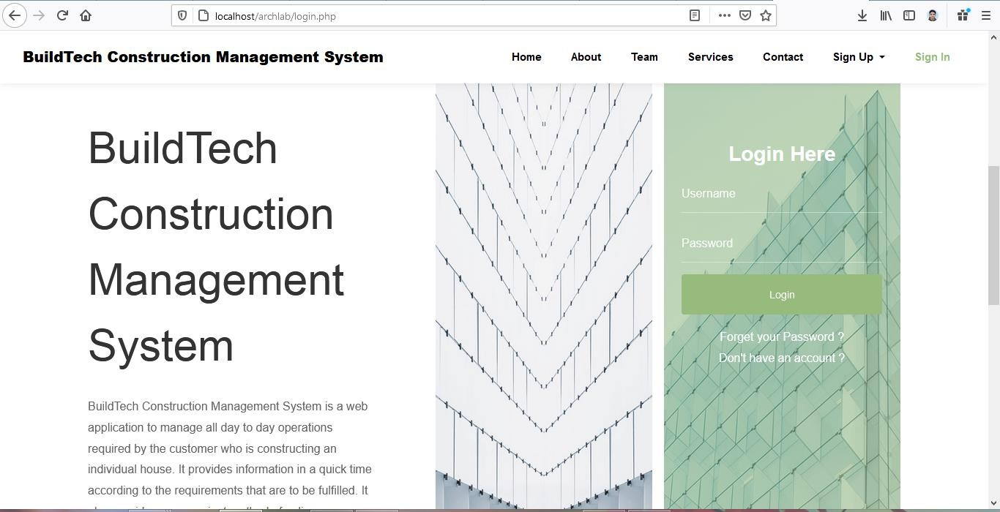 localhost/archlab/login.php
BuildTech Construction Management System
Home
About
Team
Services
Contact
Sign Up
Sign In
BuildTech
Construction
Management
System
BuildTech Construction Management System is a web
application to manage all day to day operations
required by the customer who is constructing an
individual house. It provides information in a quick time
according to the requirements that are to be fulfilled. It
Login Here
Username
Password
Login
Forget your Password ?
Don't have an account ?